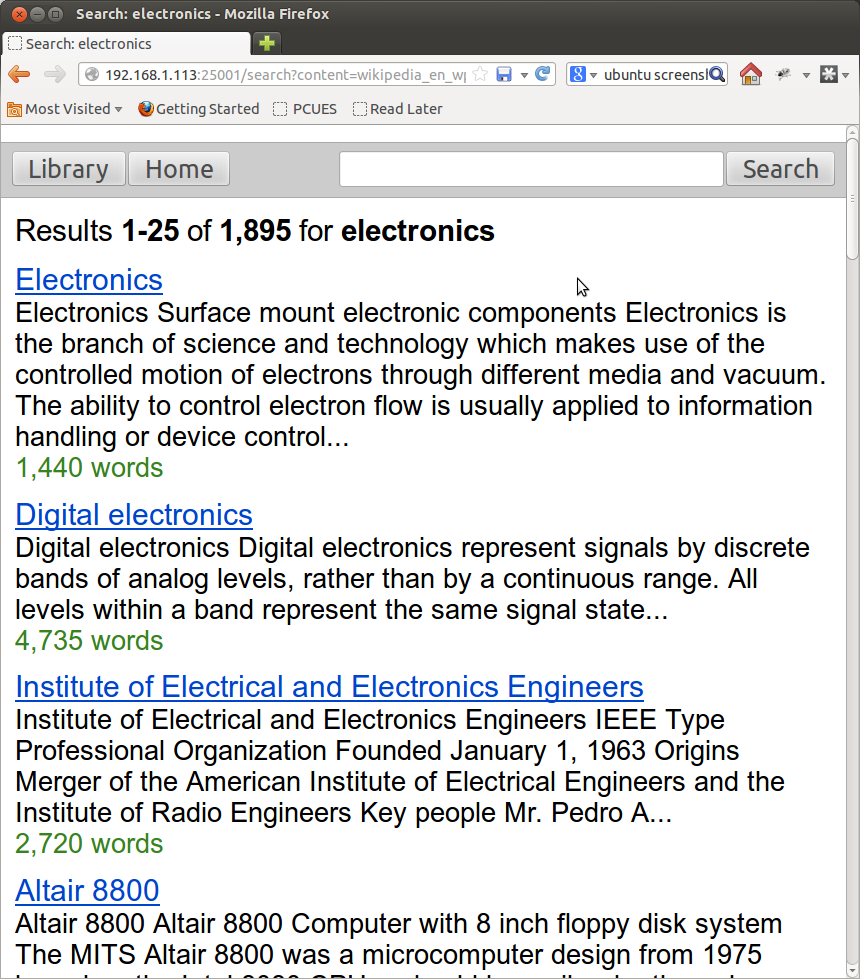 Search: electronics - Mozilla Firefox
Search: electronics
192.168.1.113:25001/search?content=wikipedia_en_wp
ubuntu screensl
Most Visited
Getting Started
PCUES
Read Later
Library
Home
Search
Results 1-25 of 1,895 for electronics
Electronics
Electronics Surface mount electronic components Electronics is
the branch of science and technology which makes use of the
controlled motion of electrons through different media and vacuum.
The ability to control electron flow is usually applied to information
handling or device control...
1,440 words
Digital electronics
Digital electronics Digital electronics represent signals by discrete
bands of analog levels, rather than by a continuous range. All
levels within a band represent the same signal state...
4,735 words
Institute of Electrical and Electronics Engineers
Institute of Electrical and Electronics Engineers IEEE Type
Professional Organization Founded January 1, 1963 Origins
Merger of the American Institute of Electrical Engineers and the
Institute of Radio Engineers Key people Mr. Pedro A...
2,720 words
Altair 8800
Altair 8800 Altair 8800 Computer with 8 inch floppy disk system
The MITS Altair 8800 was a microcomputer design from 1975